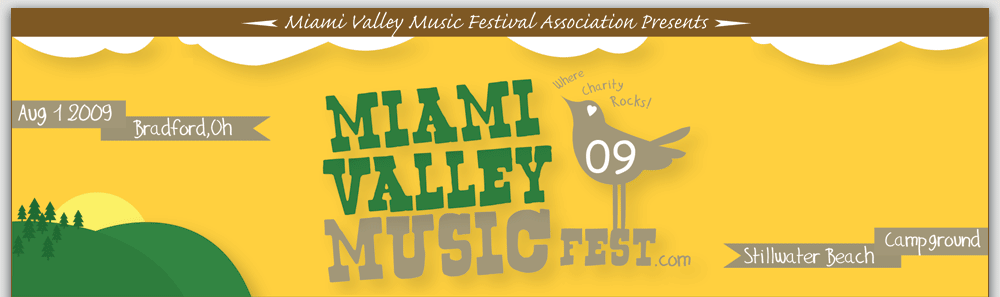 Miami Valley Music Festival Association Presents
Where
Charity
Rocks!
Aug 1 2009
Bradford,Oh
MIAMI
VALLEY
MUSIC FEST.com
09
Campground
Stillwater Beach